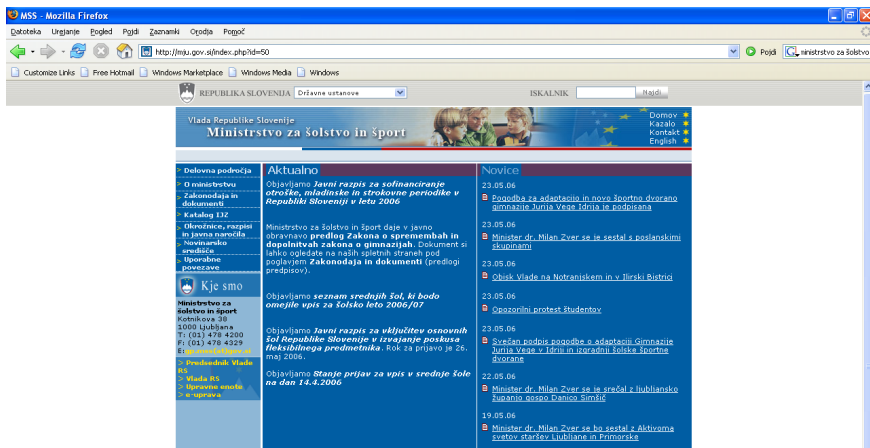 MSS - Mozilla Firefox
Datoteka Urejanje Pogled Pojdi Zaznamki Orodja Pomoč
http://mju.gov.si/index.php?id=50
Pojdi
ministrstvo za šolstvo
Customize Links Free Hotmail Windows Marketplace Windows Media Windows
REPUBLIKA SLOVENIJA Državne ustanove ISKALNIK Najdi
Vlada Republike Slovenije
Ministrstvo za šolstvo in šport
Domov
Kazalo
Kontakt
English
> Delovna področja
> O ministrstvu
> Zakonodaja in
dokumenti
> Katalog IJZ
> Okrožnice, razpisi
in javna naročila
> Novinarsko
središče
> Uporabne
povezave
Kje smo
Ministrstvo za
šolstvo in šport
Kotnikova 38
1000 Ljubljana
T: (01) 478 4200
F: (01) 478 4329
E: gp.mss(at)gov.si
> Predsednik Vlade
RS
> Vlada RS
> Upravne enote
> e-uprava
Aktualno
Objavljamo Javni razpis za sofinanciranje
otroške, mladinske in strokovne periodike v
Republiki Sloveniji v letu 2006
Ministrstvo za šolstvo in šport daje v javno
obravnavo predlog Zakona o spremembah in
dopolnitvah zakona o gimnazijah. Dokument si
lahko ogledate na naših spletnih straneh pod
poglavjem Zakonodaja in dokumenti (predlogi
predpisov).
Objavljamo seznam srednjih šol, ki bodo
omejile vpis za šolsko leto 2006/07
Objavljamo Javni razpis za vključitev osnovnih
šol Republike Slovenije v izvajanje poskusa
fleksibilnega predmetnika. Rok za prijavo je 26.
maj 2006.
Objavljamo Stanje prijav za vpis v srednje šole
na dan 14.4.2006
Novice
23.05.06
Pogodba za adaptacijo in novo športno dvorano
gimnazije Jurija Vege Idrija je podpisana
23.05.06
Minister dr. Milan Zver se je sestal s poslanskimi
skupinami
23.05.06
Obisk Vlade na Notranjskem in v Ilirski Bistrici
23.05.06
Opozorilni protest študentov
23.05.06
Svečan podpis pogodbe o adaptaciji Gimnazije
Jurija Vege v Idriji in izgradnji šolske športne
dvorane
22.05.06
Minister dr. Milan Zver se je srečal z ljubljansko
županjo gospo Danico Simšič
19.05.06
Minister dr. Milan Zver se bo sestal z Aktivoma
svetov staršev Ljubljane in Primorske